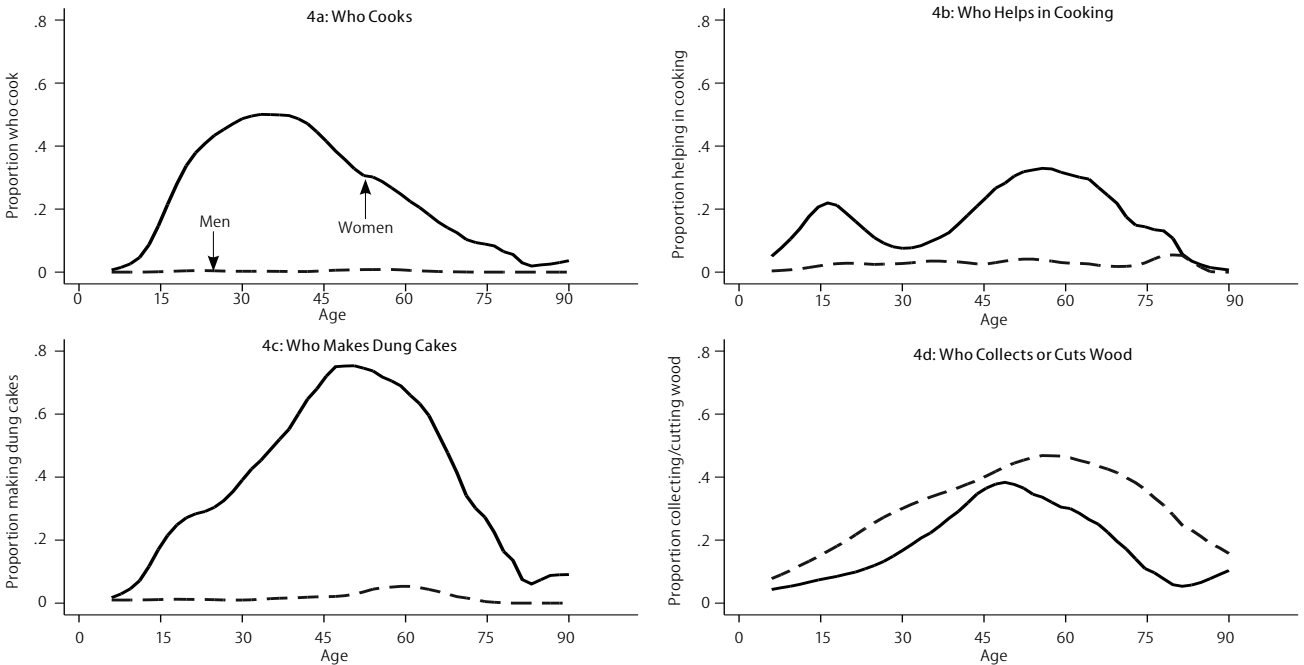 4a: Who Cooks
Proportion who cook
.8
.6
.4
.2
0
Men
Women
0 15 30 45 60 75 90
Age
4b: Who Helps in Cooking
Proportion helping in cooking
.8
.6
.4
.2
0
0 15 30 45 60 75 90
Age
4c: Who Makes Dung Cakes
Proportion making dung cakes
.8
.6
.4
.2
0
0 15 30 45 60 75 90
Age
4d: Who Collects or Cuts Wood
Proportion collecting/cutting wood
.8
.6
.4
.2
0
0 15 30 45 60 75 90
Age